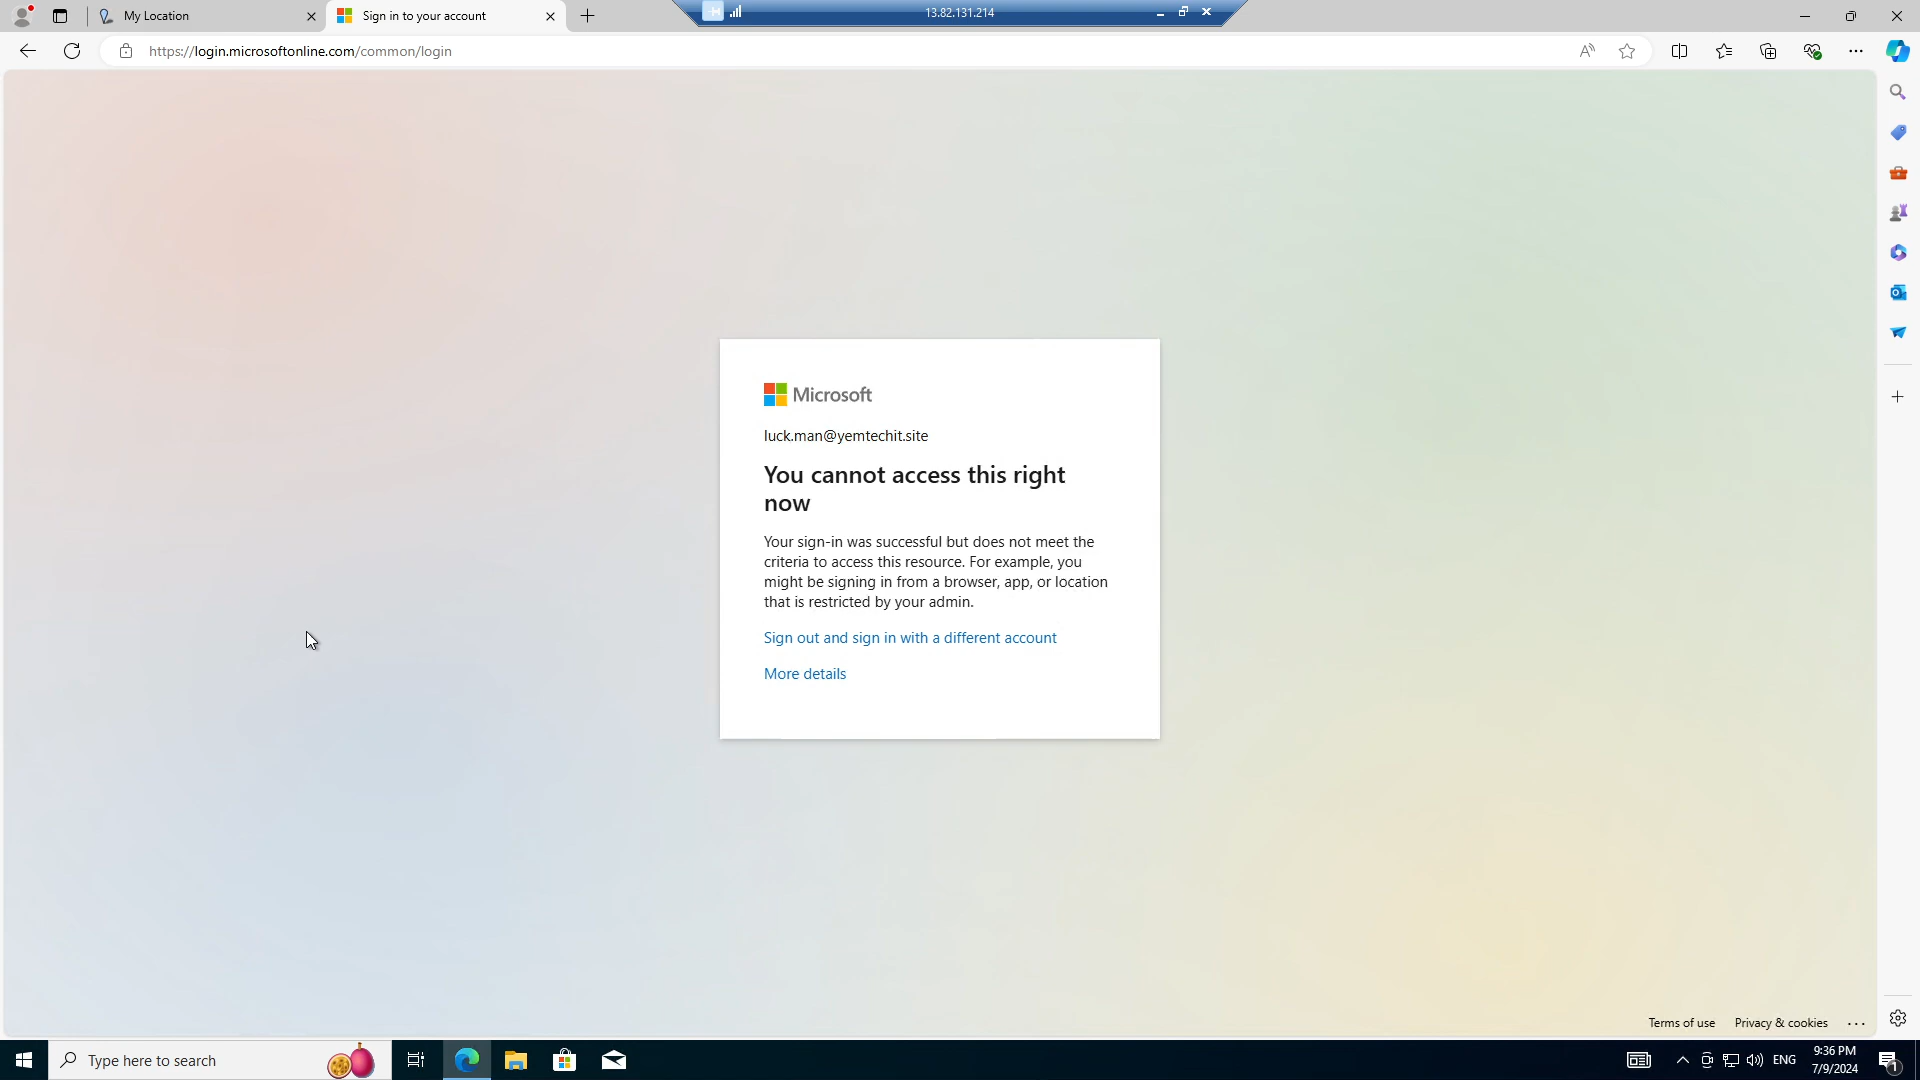 My Location
Sign in to your account
13.82.131.214
https://login.microsoftonline.com/common/login
Microsoft
luck.man@yemtechit.site
You cannot access this right
now
Your sign-in was successful but does not meet the
criteria to access this resource. For example, you
might be signing in from a browser, app, or location
that is restricted by your admin.
Sign out and sign in with a different account
More details
Terms of use
Privacy & cookies
Type here to search
ENG
9:36 PM
7/9/2024
1